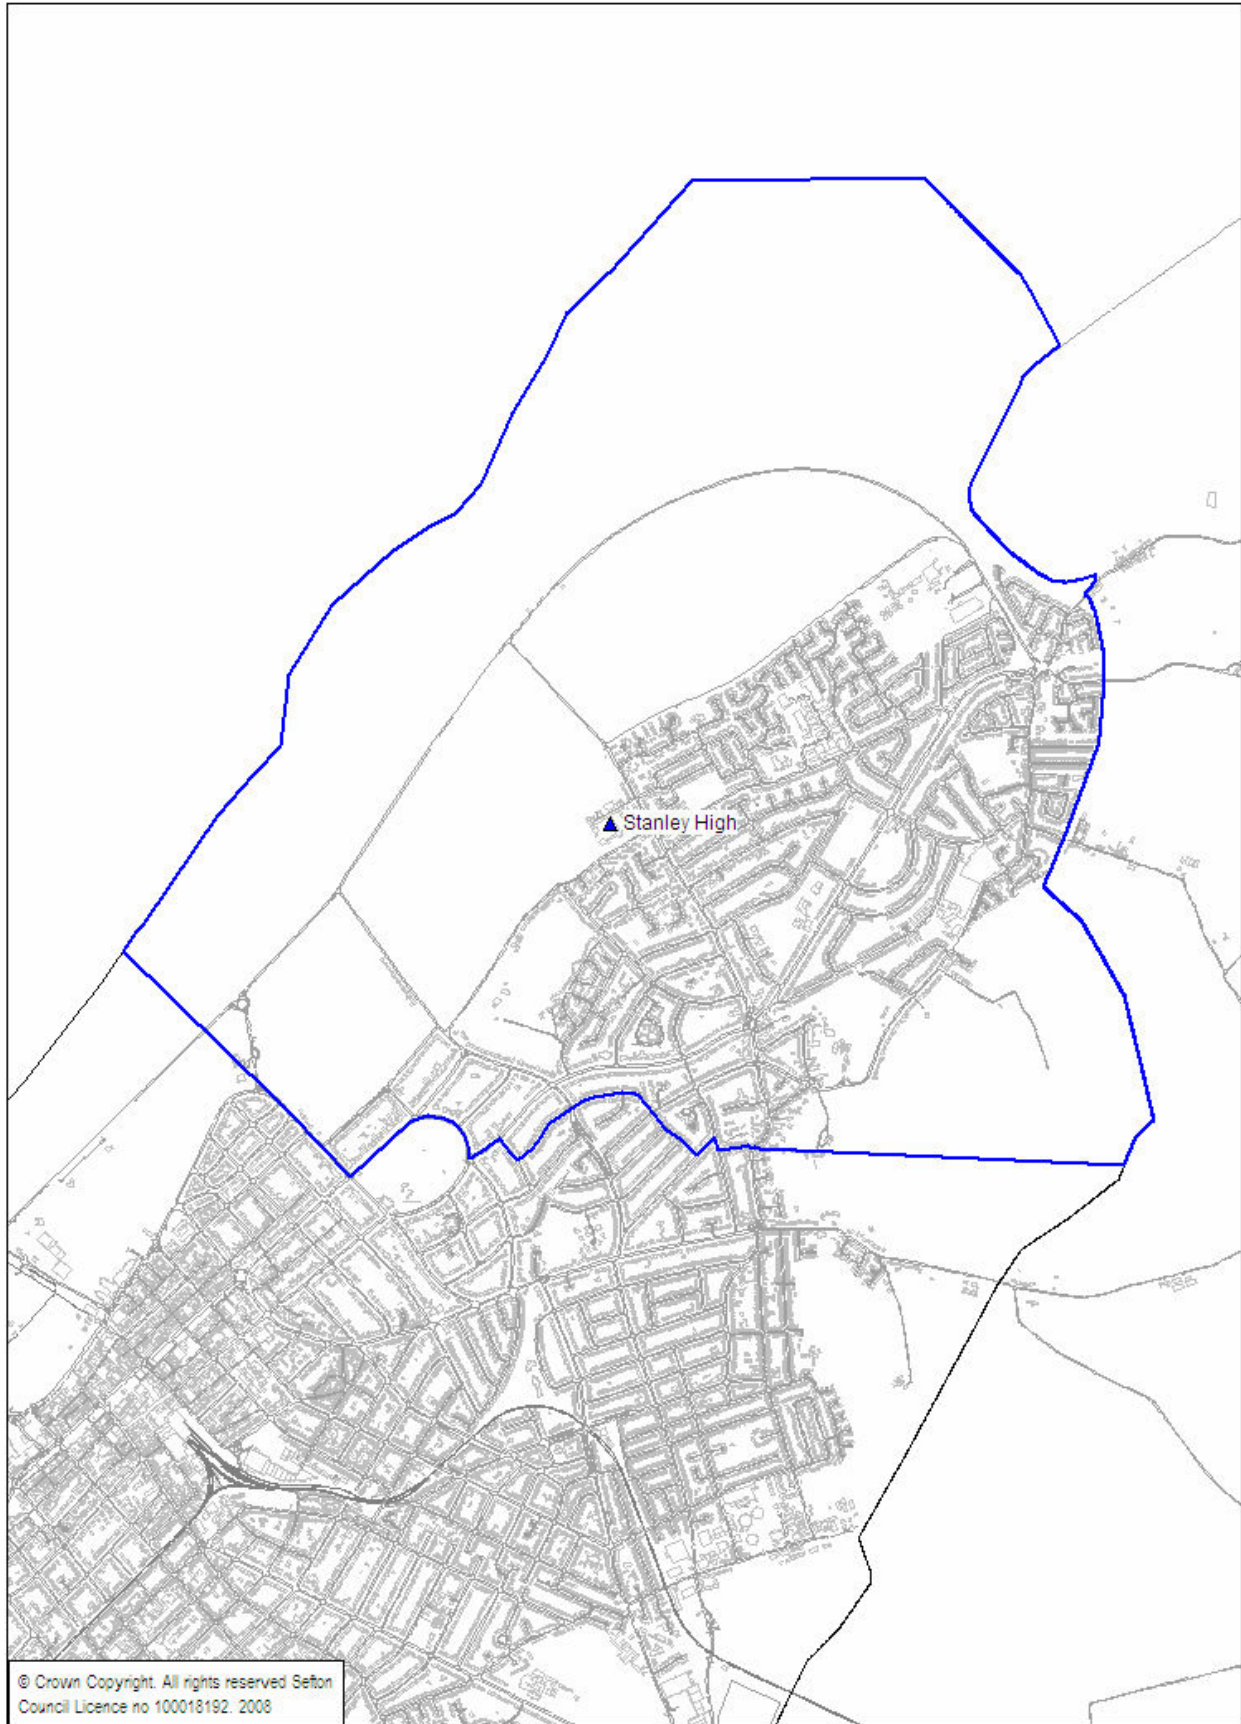 Stanley High
© Crown Copyright. All rights reserved Sefton
Council Licence no 100018192. 2008